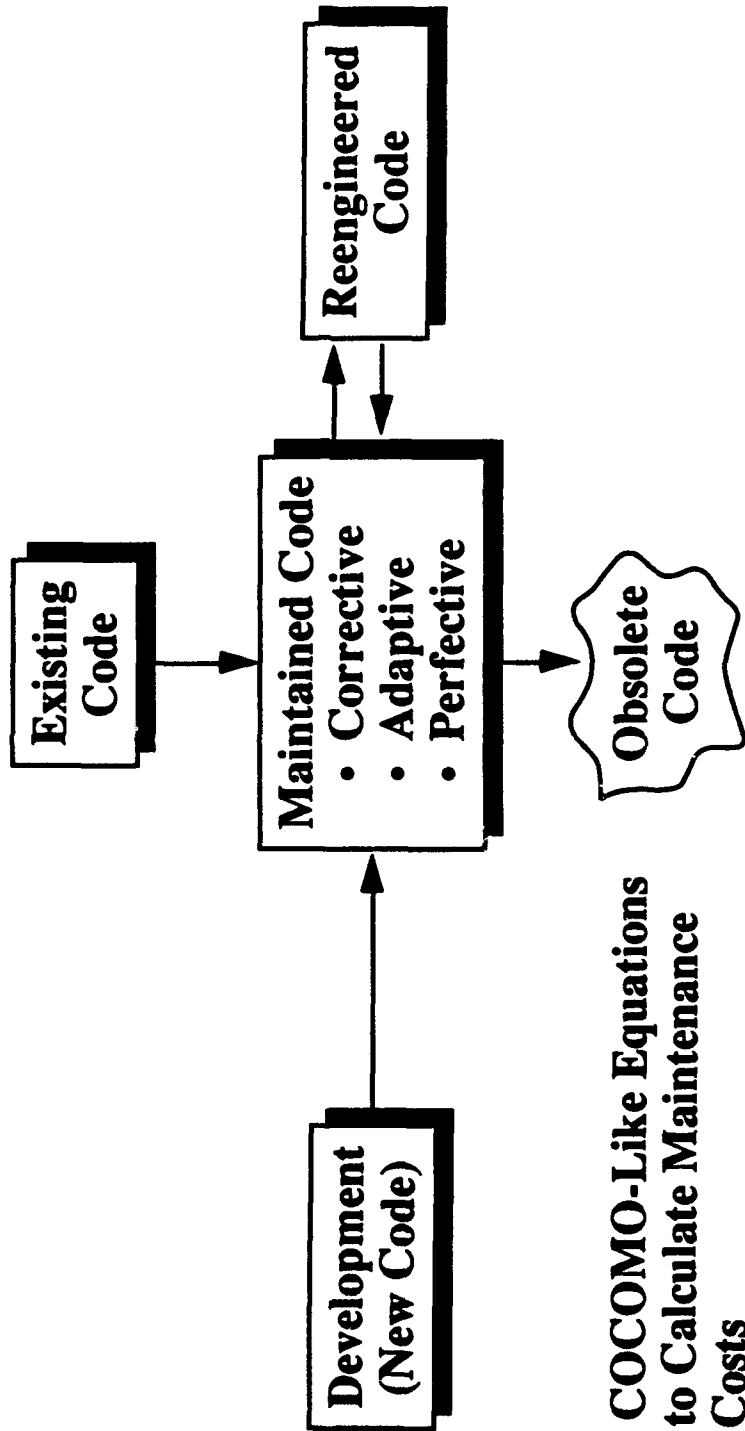 Existing
Code
Development
(New Code)
Maintained Code
• Corrective
• Adaptive
• Perfective
Reengineered
Code
Obsolete
Code
COCOMO-Like Equations
to Calculate Maintenance
Costs